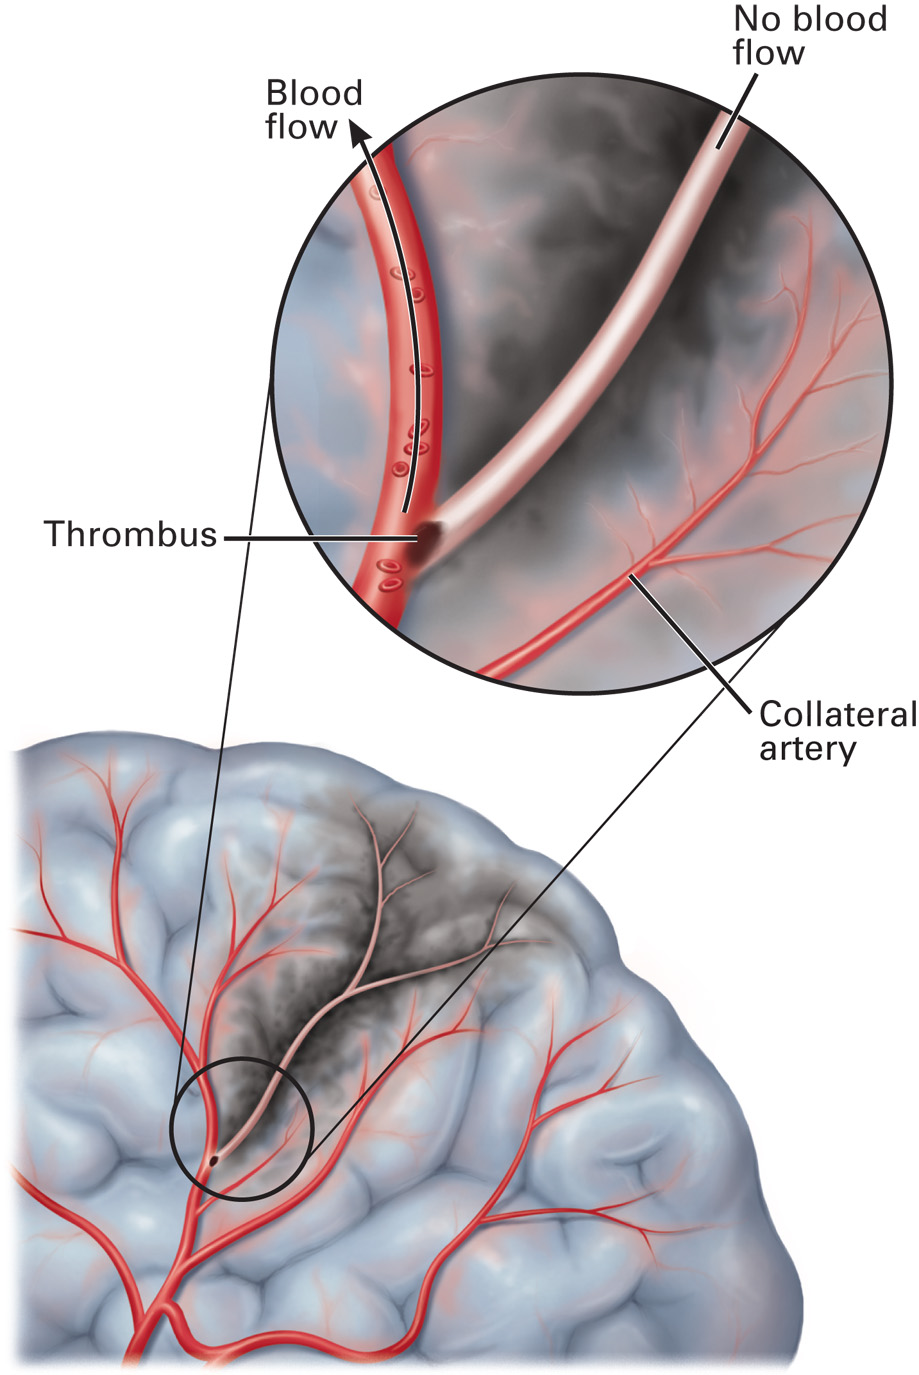 No blood
flow
Blood
flow
Thrombus
Collateral
artery